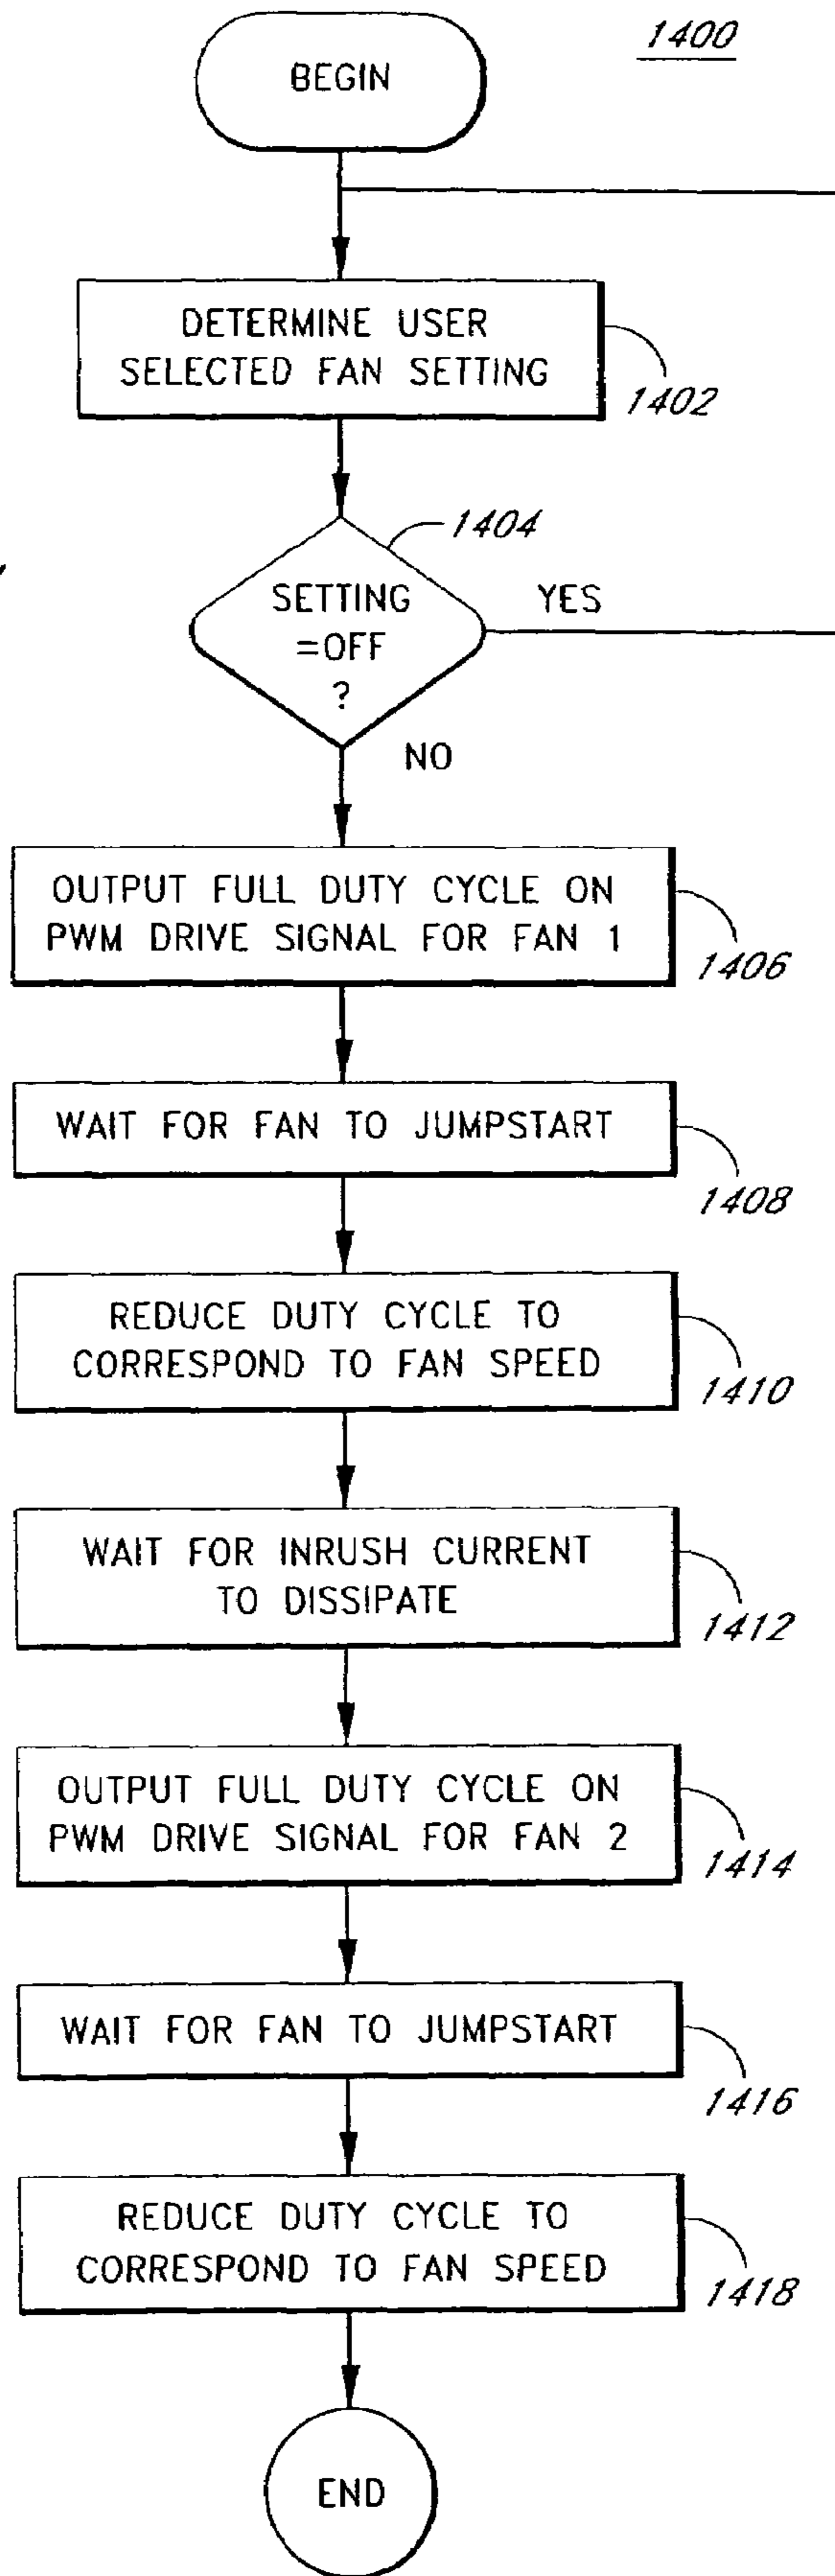 1400
BEGIN
DETERMINE USER
SELECTED FAN SETTING
1402
1404
SETTING
=OFF
?
YES
NO
OUTPUT FULL DUTY CYCLE ON
PWM DRIVE SIGNAL FOR FAN 1
1406
WAIT FOR FAN TO JUMPSTART
1408
REDUCE DUTY CYCLE TO
CORRESPOND TO FAN SPEED
1410
WAIT FOR INRUSH CURRENT
TO DISSIPATE
1412
OUTPUT FULL DUTY CYCLE ON
PWM DRIVE SIGNAL FOR FAN 2
1414
WAIT FOR FAN TO JUMPSTART
1416
REDUCE DUTY CYCLE TO
CORRESPOND TO FAN SPEED
1418
END